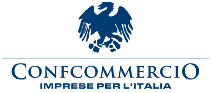 CONFCOMMERCIO
IMPRESE PER L'ITALIA